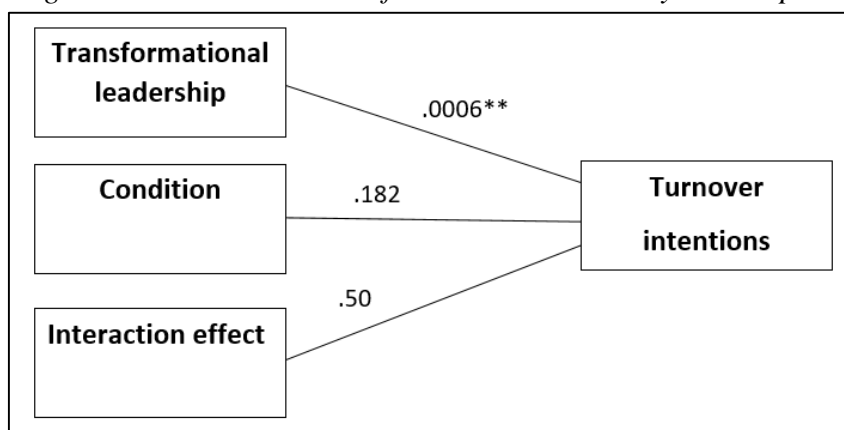 Transformational
leadership
.0006**
Condition
.182
Turnover
intentions
.50
Interaction effect